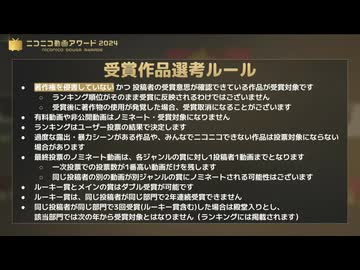 ニコニコ動画アワード2024
NICONICO DOUGA AWARDS
受賞作品選考ルール
● 著作権を侵害していない かつ 投稿者の受賞意思が確認できている作品が受賞対象です
○ ランキング順位がそのまま受賞に反映されるわけではございません
○ 受賞後に著作物の使用が発覚した場合、受賞取消になることがございます
● 有料動画や非公開動画はノミネート・受賞対象になりません
● ランキングはユーザー投票の結果で決定します
● 過度な露出・暴力シーンがある作品や、みんなでニコニコできない作品は投票対象にならない
場合があります
● 最終投票のノミネート動画は、各ジャンルの賞に対し1投稿者1動画までとなります
○ 一次投票での投票数が1番高い動画だけを残します
○ 同じ投稿者の別の動画が別ジャンルの賞にノミネートされる可能性はございます
● ルーキー賞とメインの賞はダブル受賞が可能です
● ルーキー賞は、同じ投稿者が同じ部門で2年連続受賞できません
● 同じ投稿者が同じ部門で3回受賞(ルーキー賞含む)した場合は殿堂入りとし、
該当部門では次の年から受賞対象とはなりません（ランキングには掲載されます）